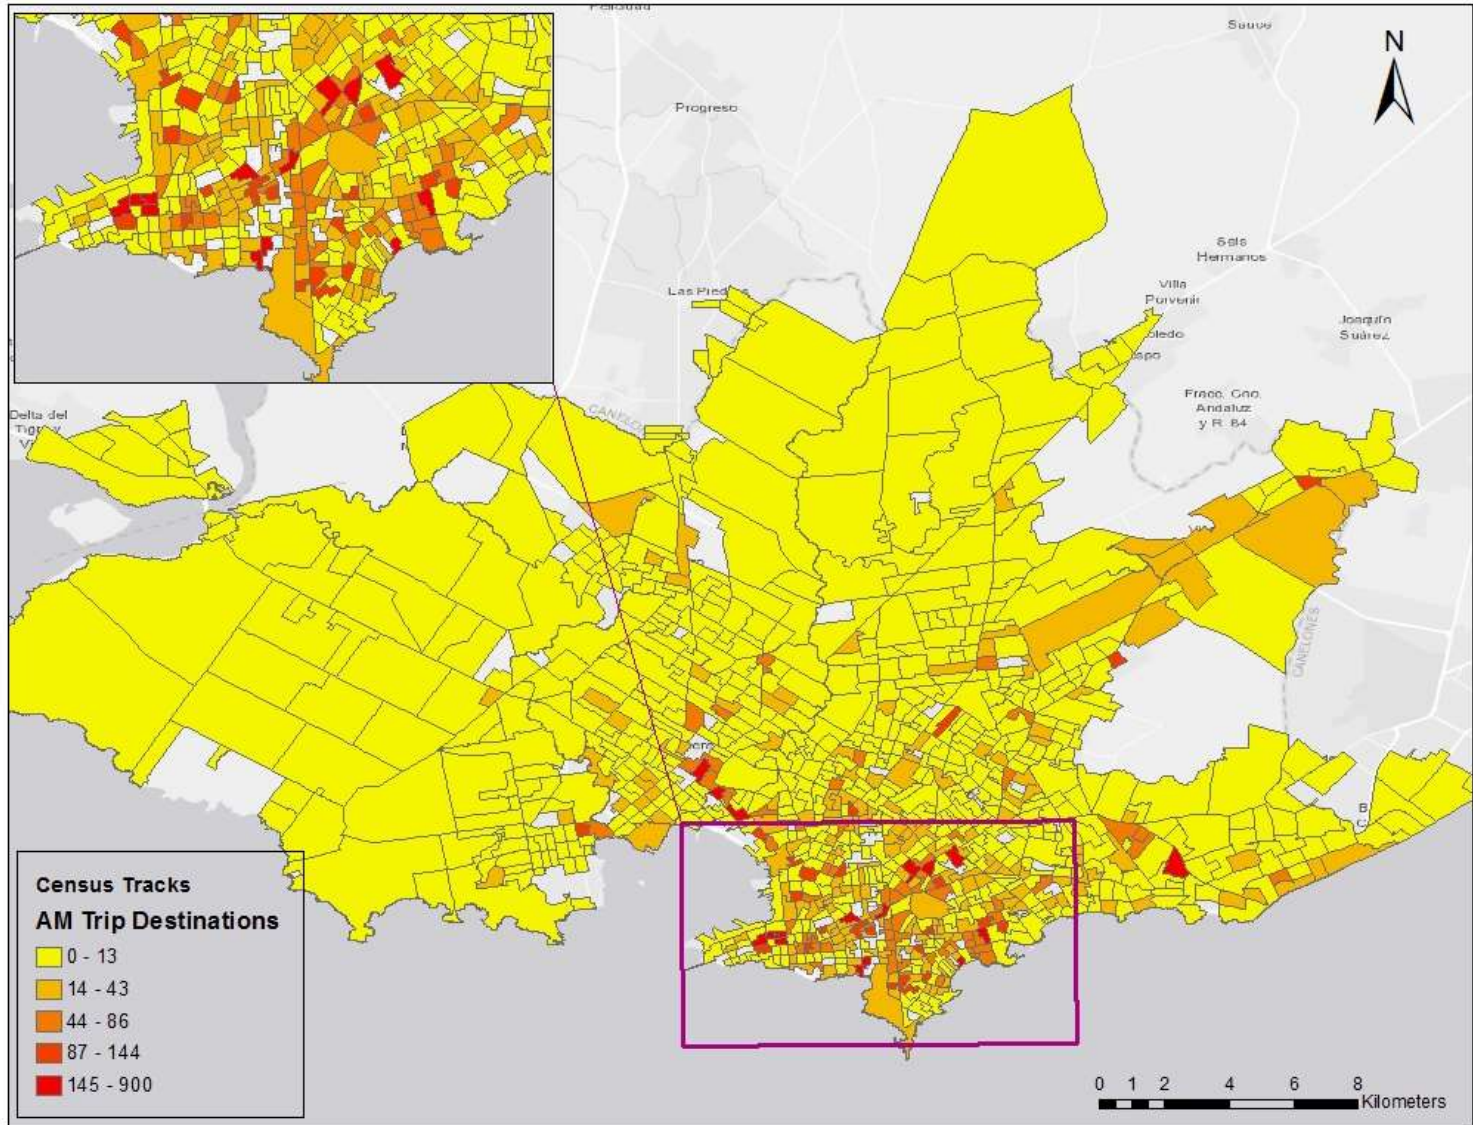 Sauce
N
Progreso
Seis
Hermanos
Villa
Porvenir
Las Piedras
Joaquín
Suárez
Fracc. Cno.
Andaluz
y R. 84
CANELONES
Delta del
Tigre y
CANELONES
Census Tracks
AM Trip Destinations
0 - 13
14 - 43
44 - 86
87 - 144
145 - 900
0 1 2 4 6 8
Kilometers